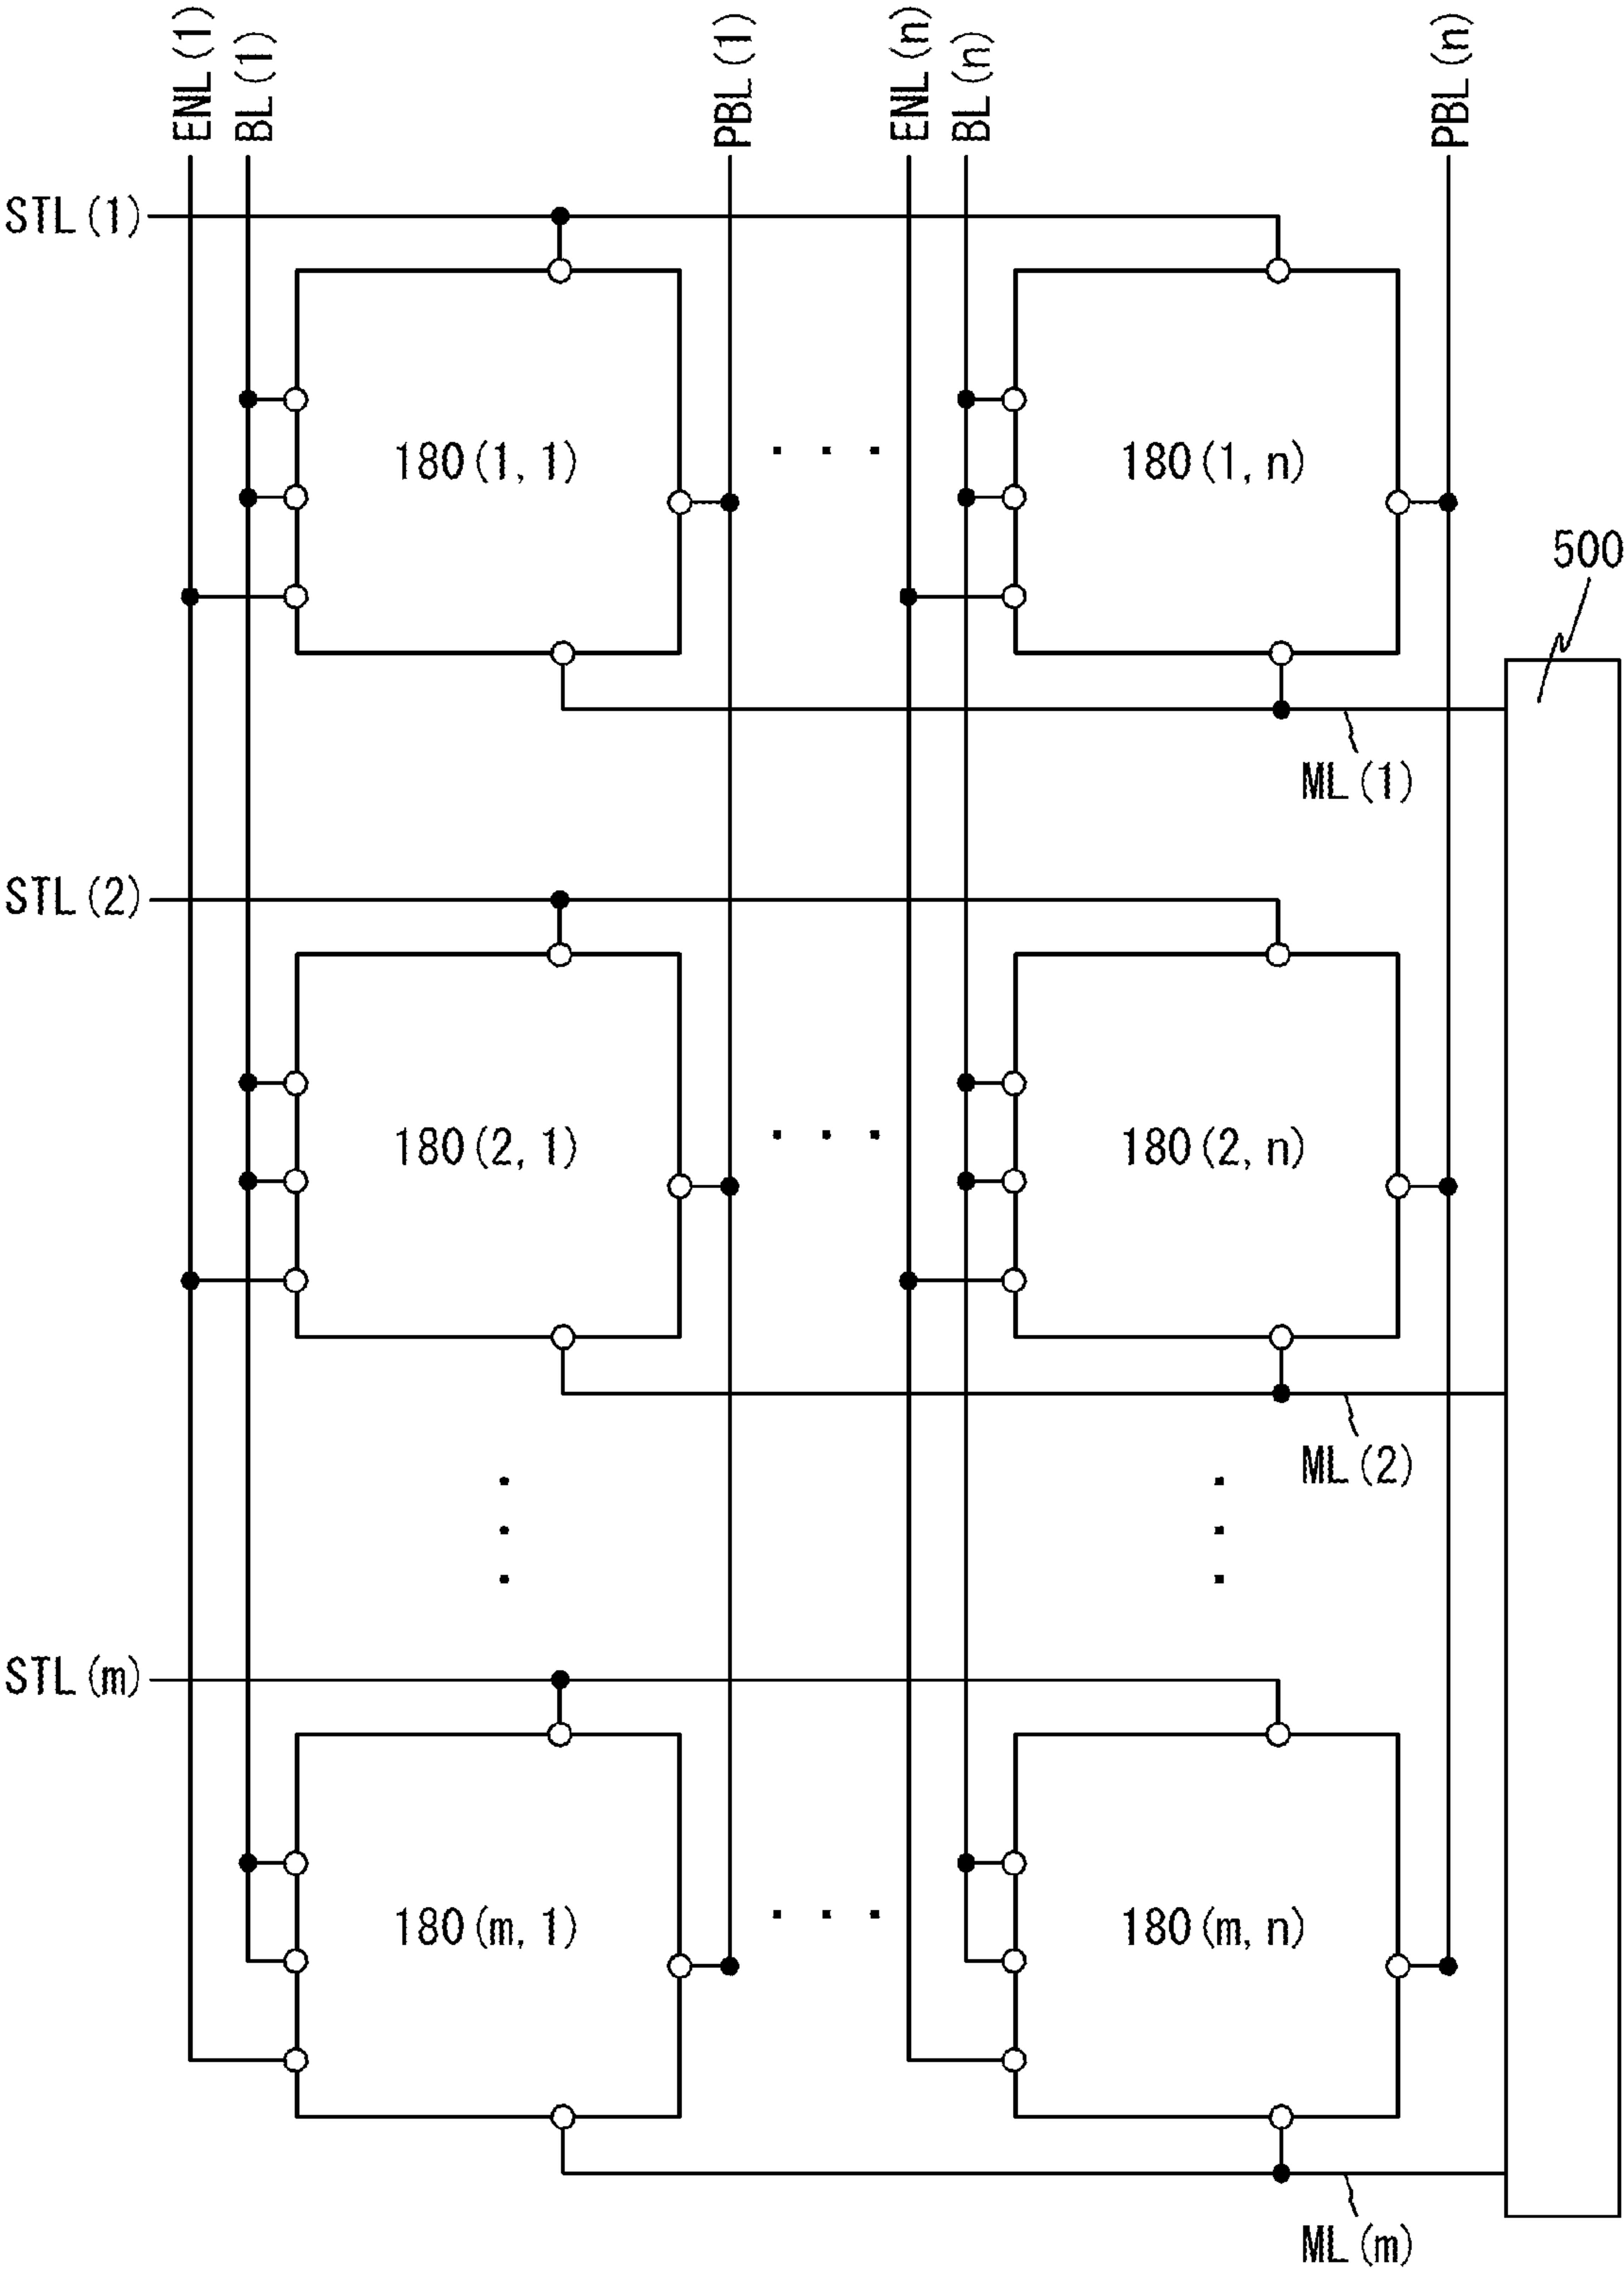 ENL(1)
BL(1)
PBL(1)
ENL(n)
BL(n)
PBL(n)
STL(1)
180(1,1)
180(1,n)
500
ML(1)
STL(2)
180(2,1)
180(2,n)
ML(2)
STL(m)
180(m,1)
180(m,n)
ML(m)